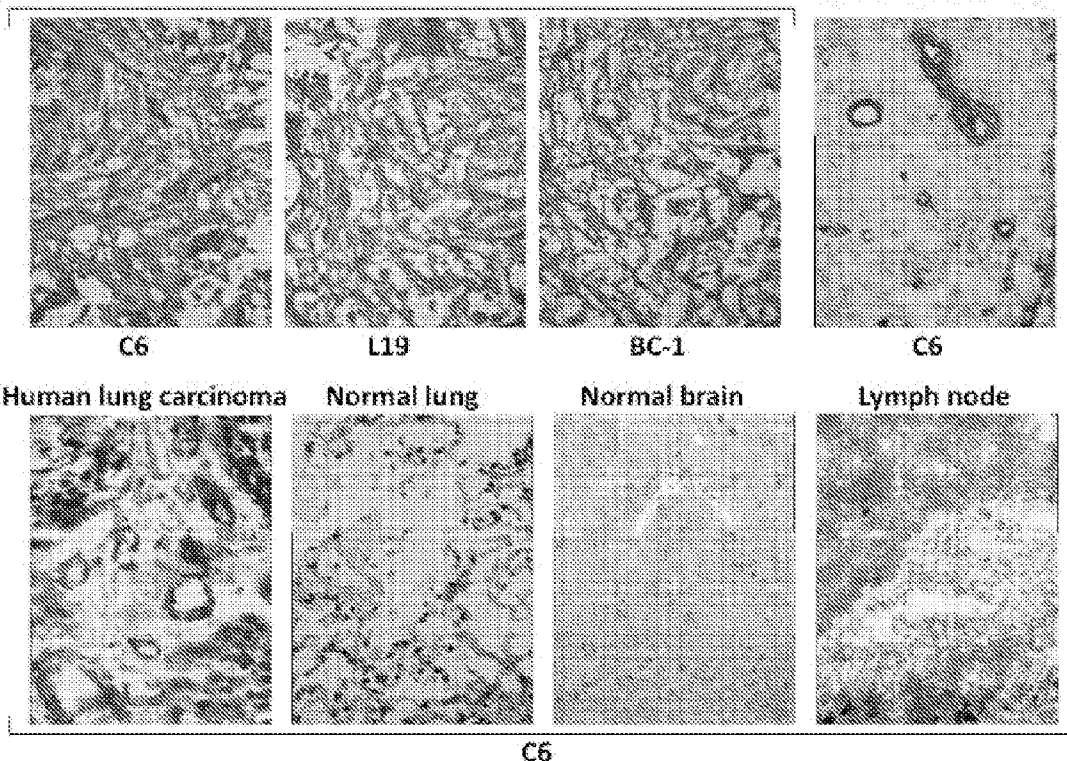 C6 L19 BC-1 C6
Human lung carcinoma Normal lung Normal brain Lymph node
C6